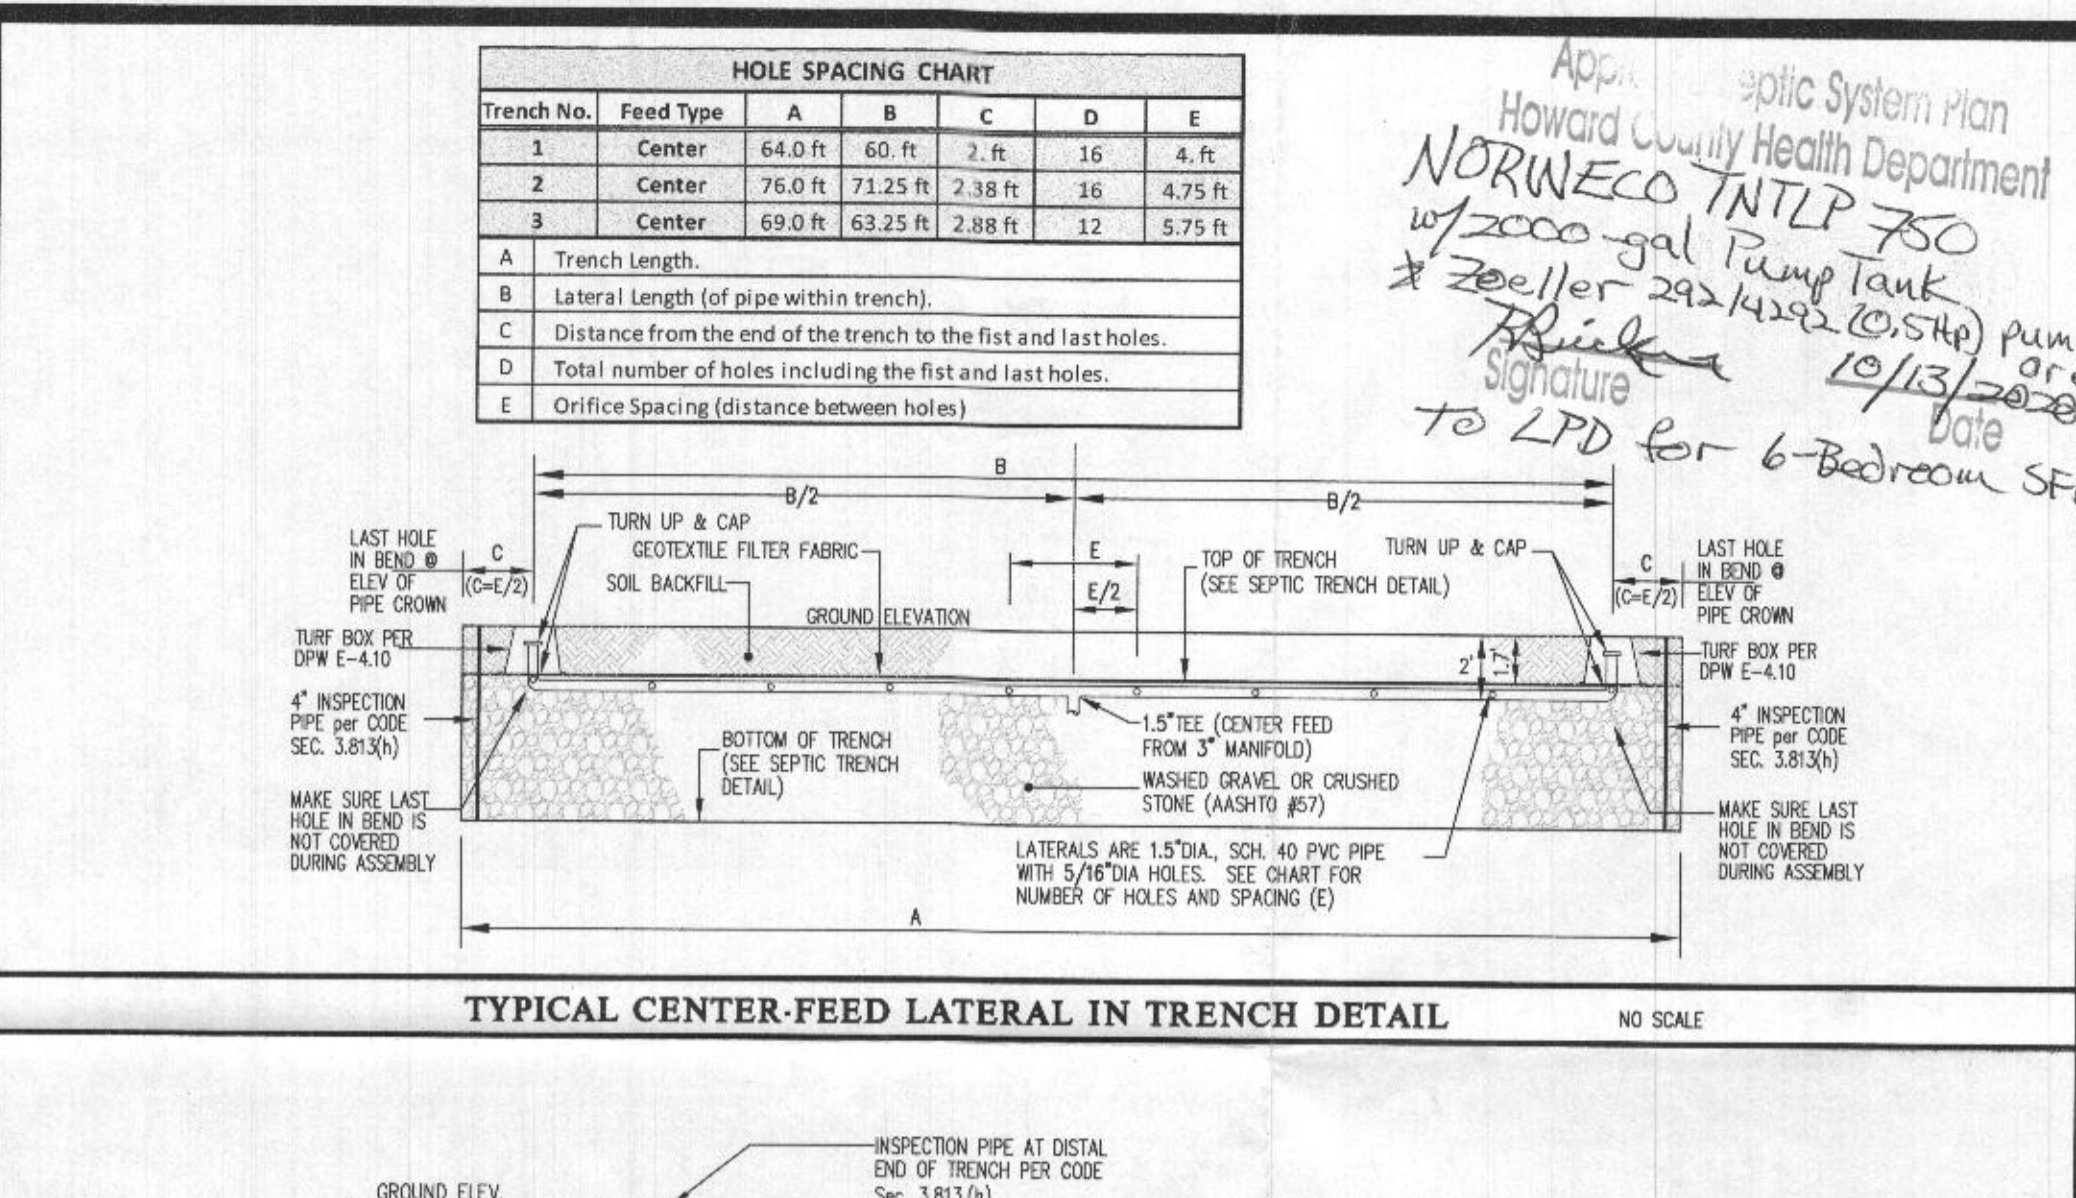 HOLE SPACING CHART
Trench No. Feed Type A B C D E
1 Center 64.0 ft 60. ft 2. ft 16 4. ft
2 Center 76.0 ft 71.25 ft 2.38 ft 16 4.75 ft
3 Center 69.0 ft 63.25 ft 2.88 ft 12 5.75 ft
A Trench Length.
B Lateral Length (of pipe within trench).
C Distance from the end of the trench to the fist and last holes.
D Total number of holes including the fist and last holes.
E Orifice Spacing (distance between holes)
System Plan
Howard County Health Department
NORWECO TNTLP 750
w/2000-gal Pump Tank
Zoeller 292/4292 (0.5Hp)
Signature
10/13/2020
Date
TO LPD for 6-Bedroom
B
B/2 B/2
LAST HOLE
IN BEND @
ELEV OF
PIPE CROWN
C
(C=E/2)
TURN UP & CAP
GEOTEXTILE FILTER FABRIC
SOIL BACKFILL
GROUND ELEVATION
E
E/2
TOP OF TRENCH
(SEE SEPTIC TRENCH DETAIL)
TURN UP & CAP
C
(C=E/2)
LAST HOLE
IN BEND @
ELEV OF
PIPE CROWN
TURF BOX PER
DPW E-4.10
2' 1.7'
TURF BOX PER
DPW E-4.10
4" INSPECTION
PIPE per CODE
SEC. 3.813(h)
BOTTOM OF TRENCH
(SEE SEPTIC TRENCH
DETAIL)
1.5"TEE (CENTER FEED
FROM 3" MANIFOLD)
WASHED GRAVEL OR CRUSHED
STONE (AASHTO #57)
4" INSPECTION
PIPE per CODE
SEC. 3.813(h)
MAKE SURE LAST
HOLE IN BEND IS
NOT COVERED
DURING ASSEMBLY
LATERALS ARE 1.5"DIA., SCH. 40 PVC PIPE
WITH 5/16"DIA HOLES. SEE CHART FOR
NUMBER OF HOLES AND SPACING (E)
MAKE SURE LAST
HOLE IN BEND IS
NOT COVERED
DURING ASSEMBLY
A
TYPICAL CENTER-FEED LATERAL IN TRENCH DETAIL
NO SCALE
INSPECTION PIPE AT DISTAL
END OF TRENCH PER CODE
Sec. 3.813 (h)
GROUND ELEV.